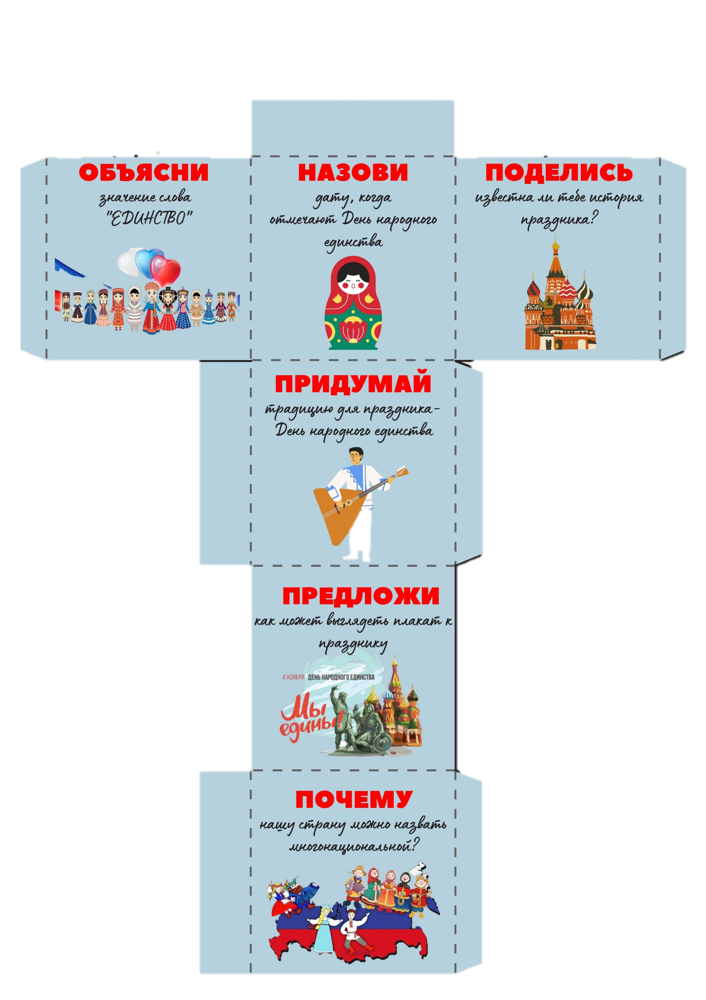 ОБЪЯСНИ
значение слова
"ЕДИНСТВО"
НАЗОВИ
дату, когда
отмечают День народного
единства
ПОДЕЛИСЬ
известна ли тебе история
праздника?
ПРИДУМАЙ
традицию для праздника-
День народного единства
ПРЕДЛОЖИ
как может выглядеть плакат к
празднику
4 НОЯБРЯ ДЕНЬ НАРОДНОГО ЕДИНСТВА
Мы
едины!
ПОЧЕМУ
нашу страну можно назвать
многонациональной?